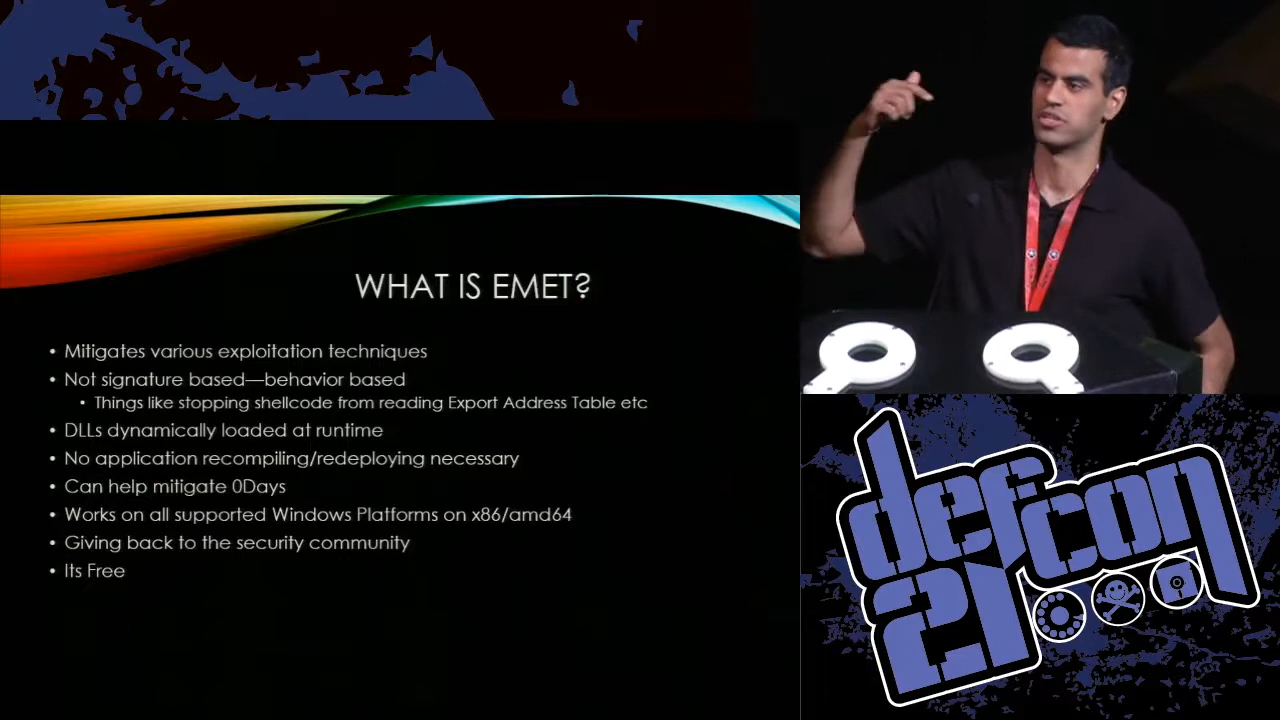 WHAT IS EMET?
• Mitigates various exploitation techniques
• Not signature based—behavior based
• Things like stopping shellcode from reading Export Address Table etc
• DLLs dynamically loaded at runtime
• No application recompiling/redeploying necessary
• Can help mitigate 0Days
• Works on all supported Windows Platforms on x86/amd64
• Giving back to the security community
• Its Free
defcon
21